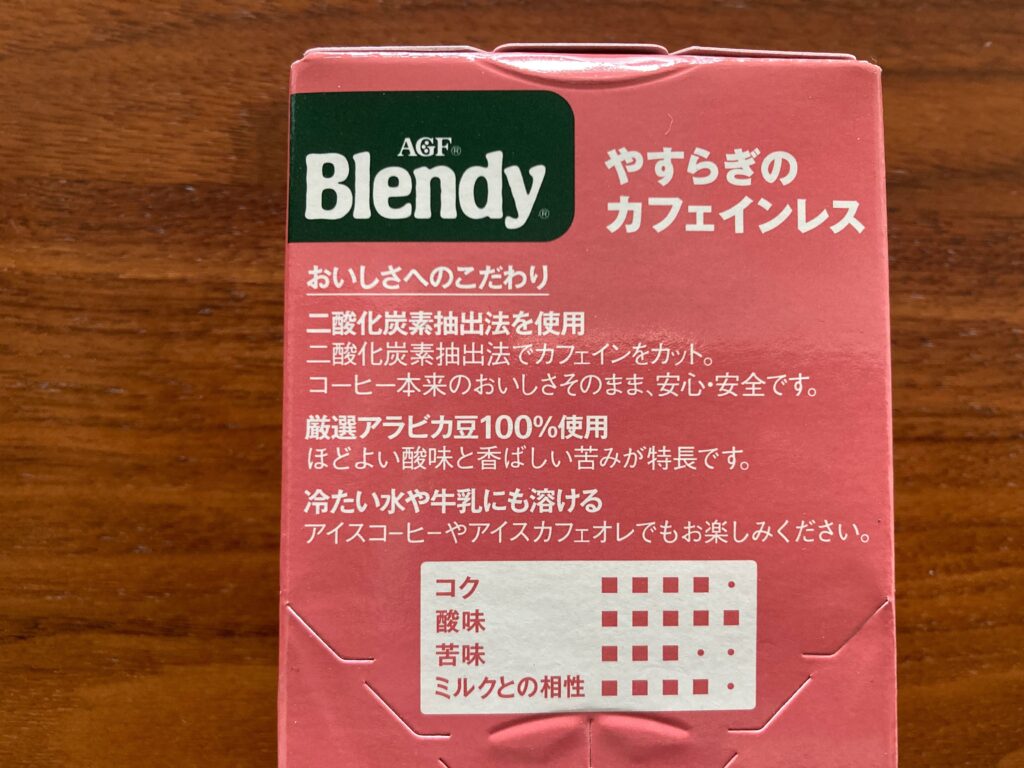 AGF®
Blendy®
やすらぎの
カフェインレス
おいしさへのこだわり
二酸化炭素抽出法を使用
二酸化炭素抽出法でカフェインをカット。
コーヒー本来のおいしさそのまま、安心・安全です。
厳選アラビカ豆100%使用
ほどよい酸味と香ばしい苦みが特長です。
冷たい水や牛乳にも溶ける
アイスコーヒーやアイスカフェオレでもお楽しみください。
コク ■■■■・
酸味 ■■■■■
苦味 ■■■・・
ミルクとの相性 ■■■■・